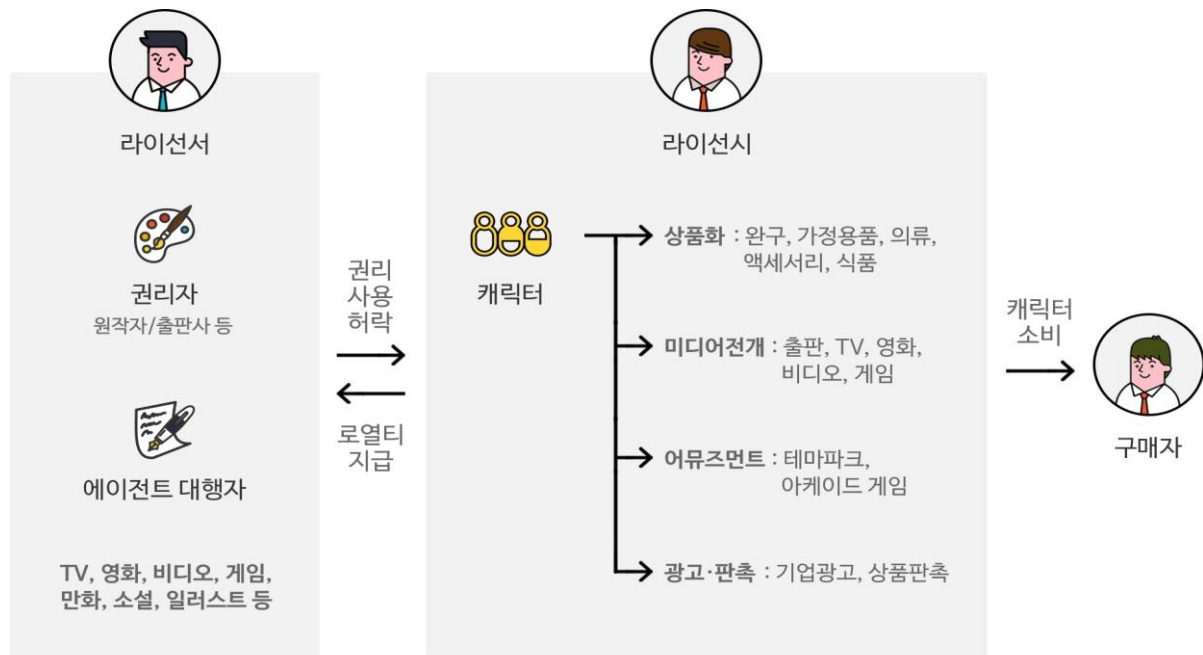 라이선서
권리자
원작자/출판사 등
에이전트 대행자
TV, 영화, 비디오, 게임,
만화, 소설, 일러스트 등
권리
사용
허락
로열티
지급
라이선시
캐릭터
상품화 : 완구, 가정용품, 의류,
액세서리, 식품
미디어전개 : 출판, TV, 영화,
비디오, 게임
어뮤즈먼트 : 테마파크,
아케이드 게임
광고·판촉 : 기업광고, 상품판촉
캐릭터
소비
구매자